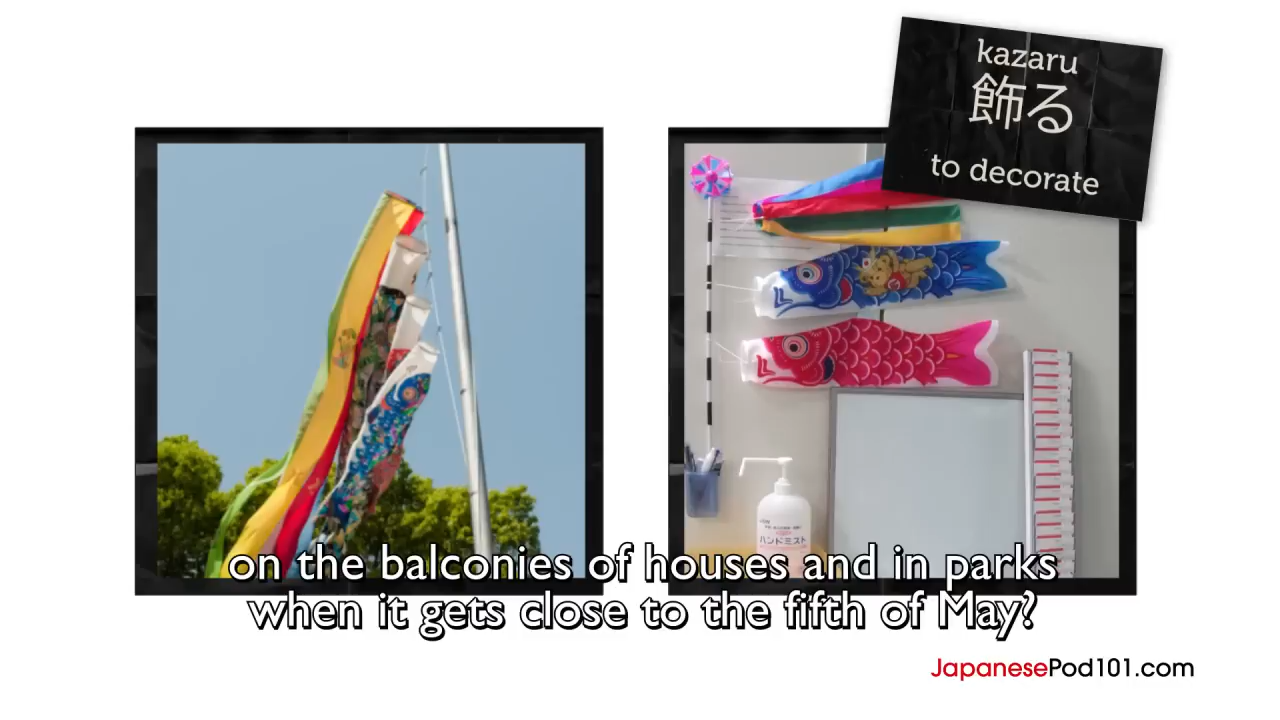 kazaru
飾る
to decorate
ハンドミスト
on the balconies of houses and in parks
when it gets close to the fifth of May?
JapanesePod101.com